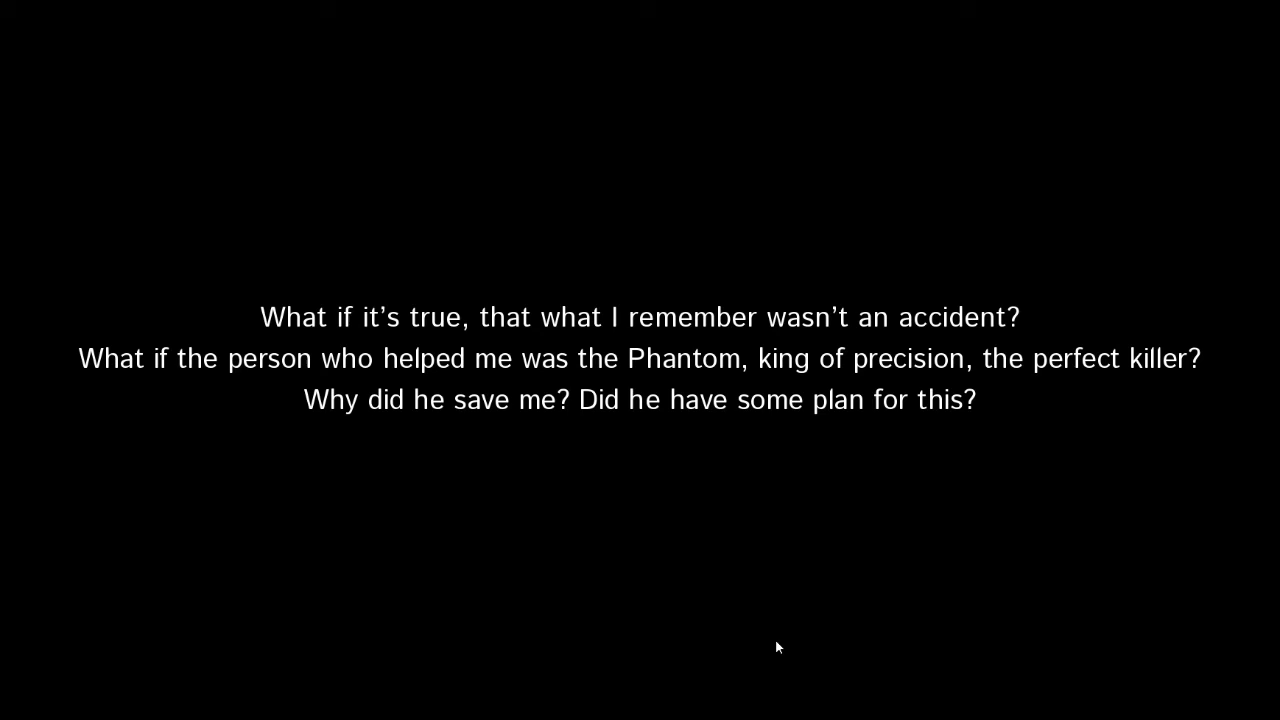 What if it’s true, that what I remember wasn’t an accident?
What if the person who helped me was the Phantom, king of precision, the perfect killer?
Why did he save me? Did he have some plan for this?